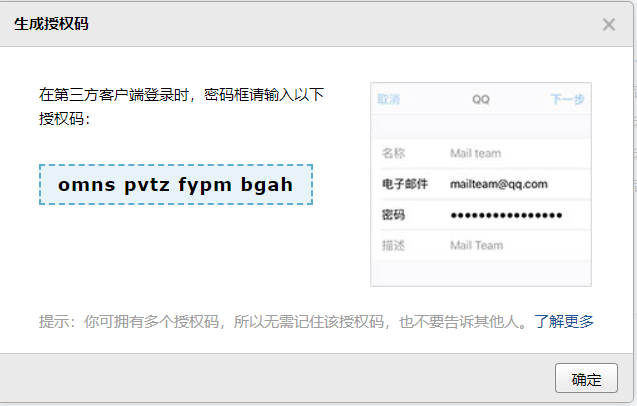 生成授权码
×
在第三方客户端登录时，密码框请输入以下
授权码：
omns pvtz fypm bgah
取消 QQ 下一步
名称 Mail team
电子邮件 mailteam@qq.com
密码 ●●●●●●●●●●●●●●●●
描述 Mail Team
提示：你可拥有多个授权码，所以无需记住该授权码，也不要告诉其他人。了解更多
确定